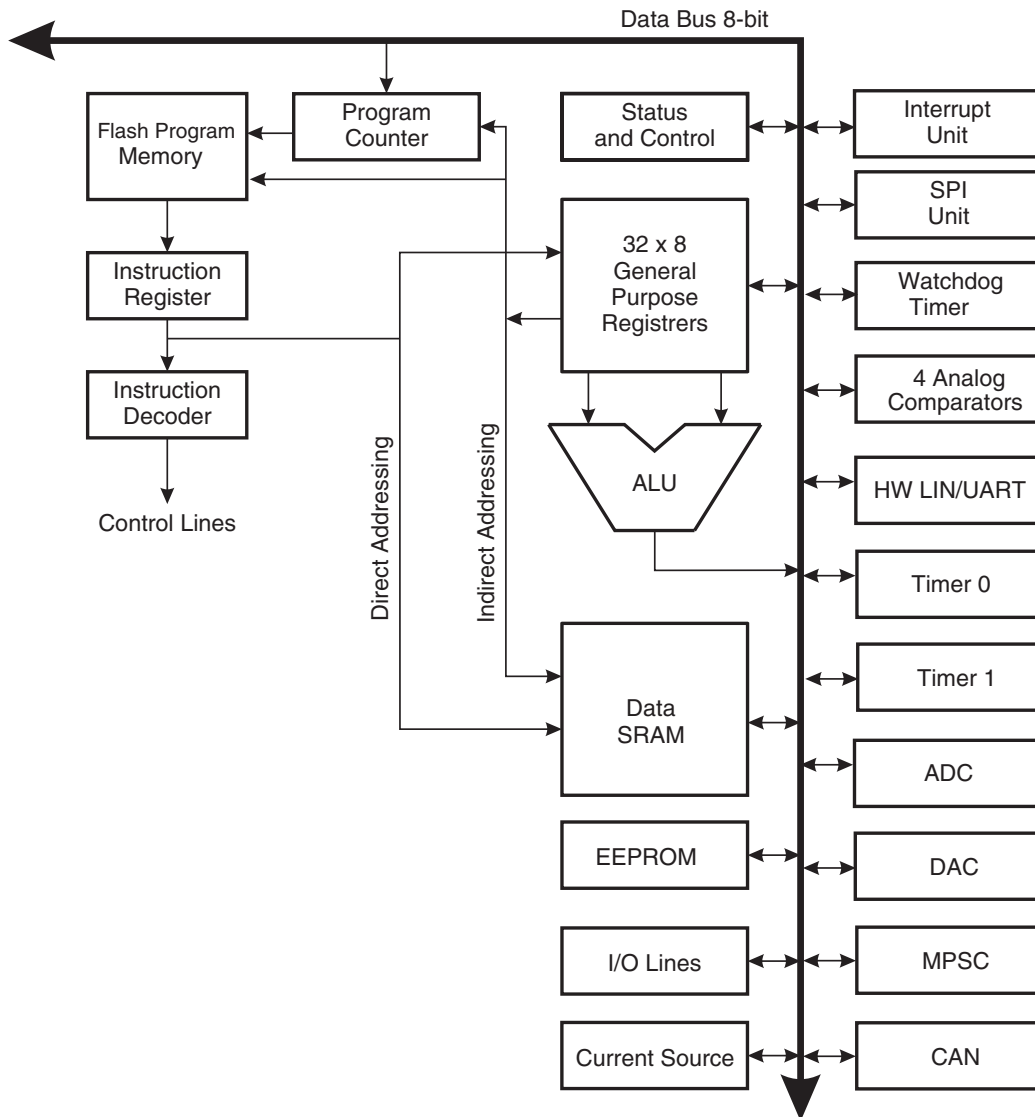 Data Bus 8-bit
Flash Program
Memory
Program
Counter
Instruction
Register
Instruction
Decoder
Control Lines
Direct Addressing
Indirect Addressing
Status
and Control
32 x 8
General
Purpose
Registrers
ALU
Data
SRAM
EEPROM
I/O Lines
Current Source
Interrupt
Unit
SPI
Unit
Watchdog
Timer
4 Analog
Comparators
HW LIN/UART
Timer 0
Timer 1
ADC
DAC
MPSC
CAN